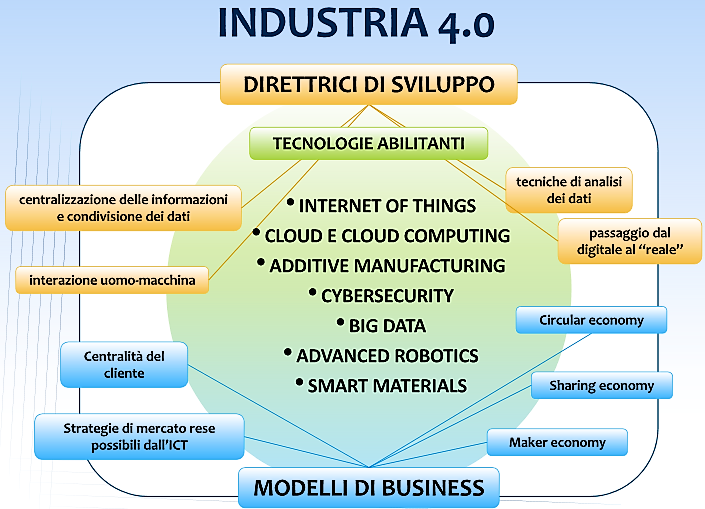 INDUSTRIA 4.0
DIRETTRICI DI SVILUPPO
TECNOLOGIE ABILITANTI
centralizzazione delle informazioni
e condivisione dei dati
interazione uomo-macchina
tecniche di analisi
dei dati
passaggio dal
digitale al “reale”
• INTERNET OF THINGS
• CLOUD E CLOUD COMPUTING
• ADDITIVE MANUFACTURING
• CYBERSECURITY
• BIG DATA
• ADVANCED ROBOTICS
• SMART MATERIALS
Centralità del
cliente
Strategie di mercato rese
possibili dall’ICT
Circular economy
Sharing economy
Maker economy
MODELLI DI BUSINESS